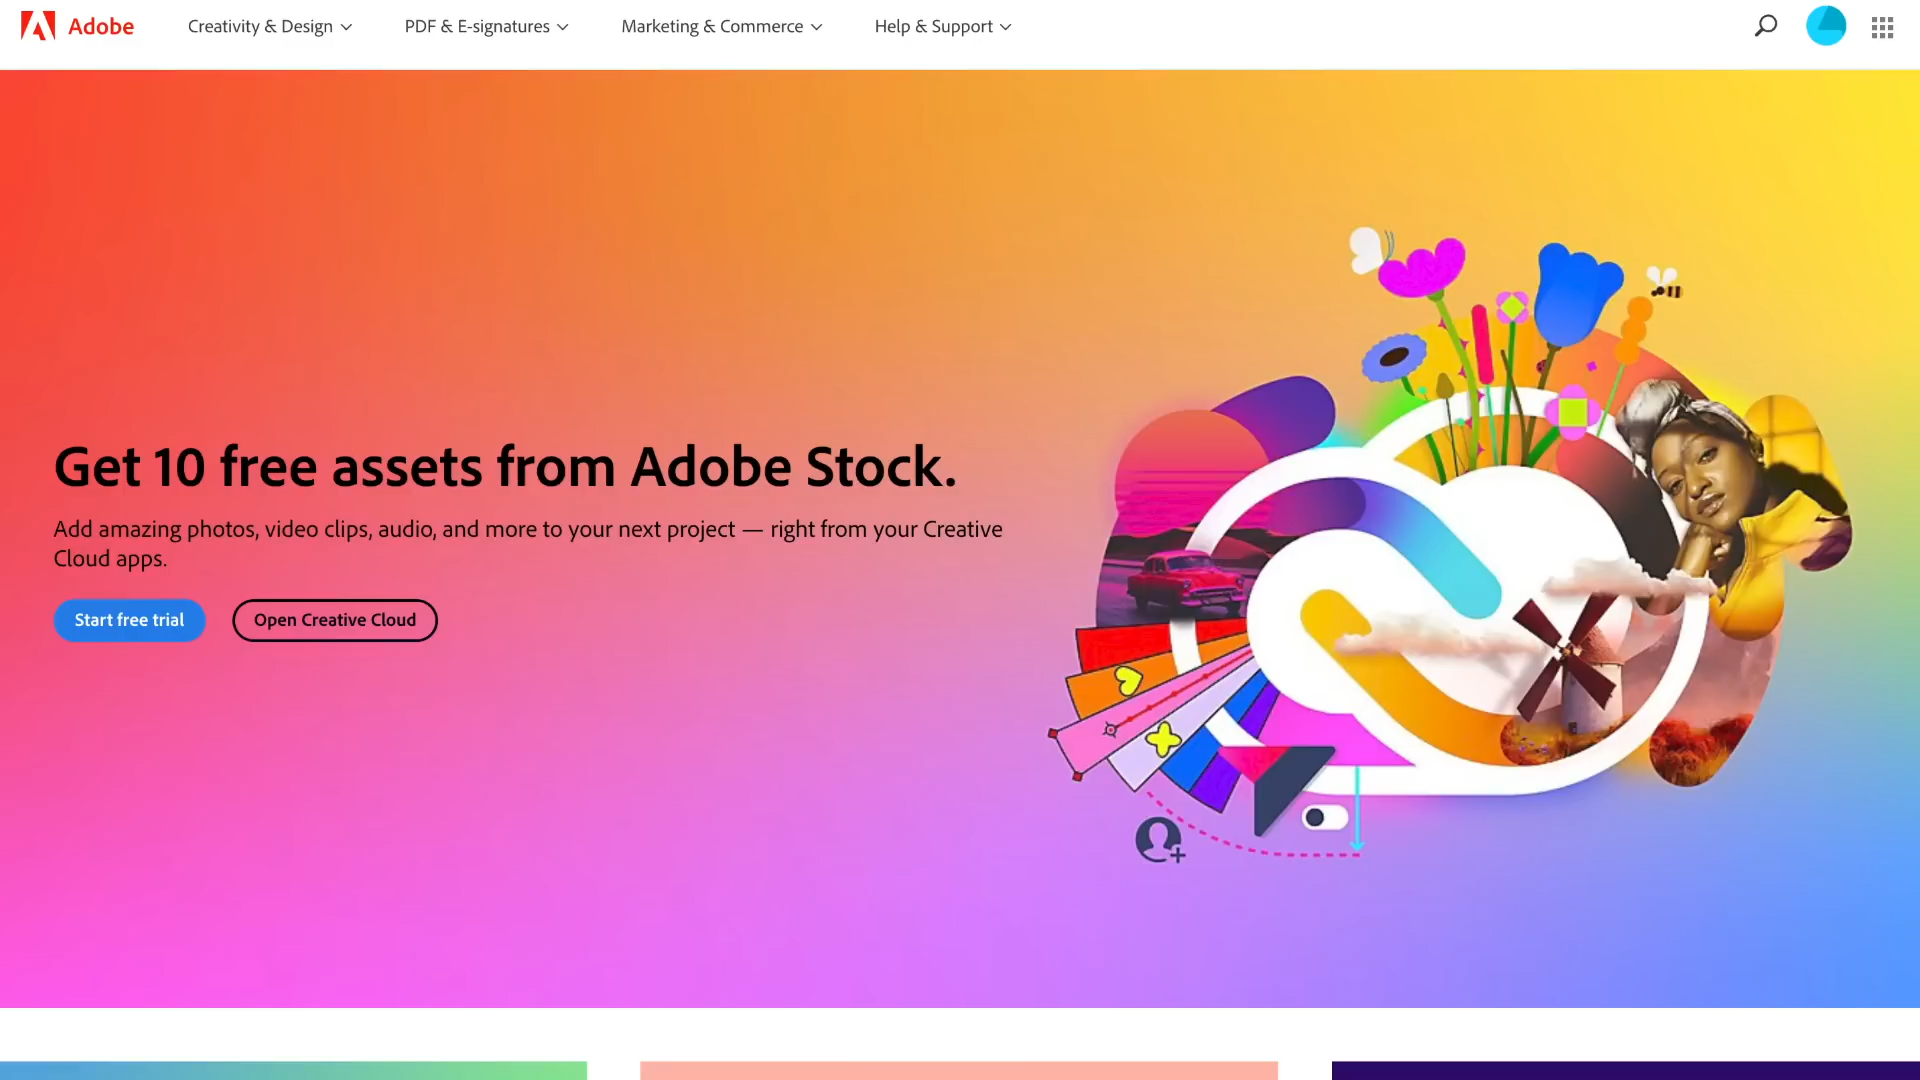 Adobe
Creativity & Design
PDF & E-signatures
Marketing & Commerce
Help & Support
Get 10 free assets from Adobe Stock.
Add amazing photos, video clips, audio, and more to your next project — right from your Creative
Cloud apps.
Start free trial
Open Creative Cloud